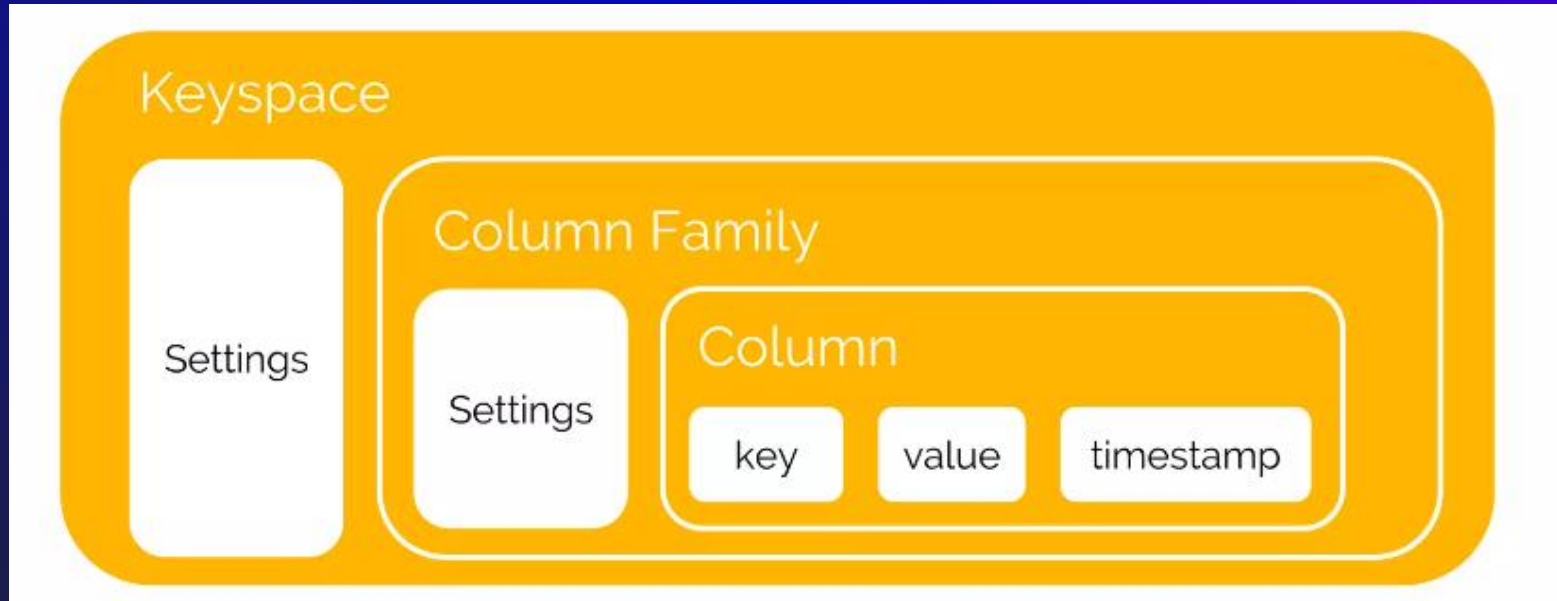 Keyspace
Column Family
Column
Settings
Settings
key value timestamp